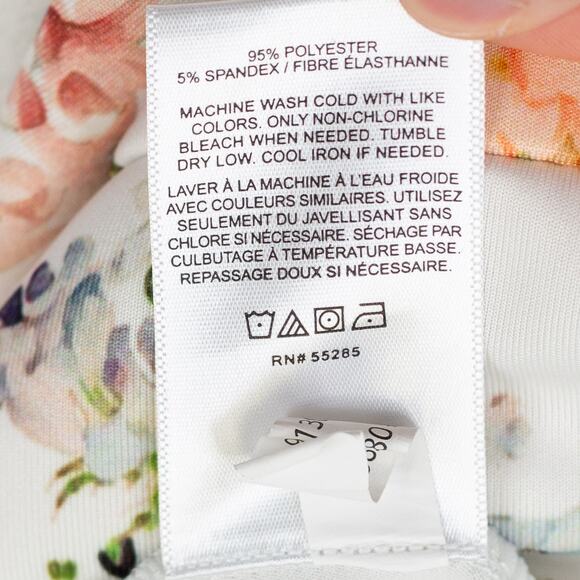 95% POLYESTER
5% SPANDEX / FIBRE ÉLASTHANNE
MACHINE WASH COLD WITH LIKE
COLORS. ONLY NON-CHLORINE
BLEACH WHEN NEEDED. TUMBLE
DRY LOW. COOL IRON IF NEEDED.
LAVER À LA MACHINE À L'EAU FROIDE
AVEC COULEURS SIMILAIRES. UTILISEZ
SEULEMENT DU JAVELLISANT SANS
CHLORE SI NÉCESSAIRE. SÉCHAGE PAR
CULBUTAGE À TEMPÉRATURE BASSE.
REPASSAGE DOUX SI NÉCESSAIRE.
RN# 55285